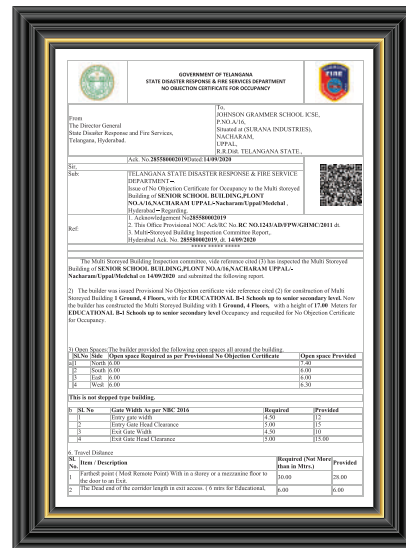 GOVERNMENT OF TELANGANA
STATE DISASTER RESPONSE AND FIRE SERVICES DEPARTMENT
NO OBJECTION CERTIFICATE FOR OCCUPANCY
FIRE
From
The Director General
State Disaster Response and Fire Services,
Telangana, Hyderabad.
To,
JOHNSON GRAMMER SCHOOL ICSE,
P.NO.A/16,
Situated at (SURANA INDUSTRIES),
NACHARAM,
UPPAL,
R.R.Dist. TELANGANA STATE.,
Ack. No.285580002019Dated:14/09/2020
Sir,
Sub: TELANGANA STATE DISASTER RESPONSE & FIRE SERVICE
DEPARTMENT–
Issue of No Objection Certificate for Occupancy to the Multi storeyed
Building of SENIOR SCHOOL BUILDING,PLONT
NO.A/16,NACHARAM UPPAL/-Nacharam/Uppal/Medchal ,
Hyderabad–Regarding.
Ref: 1. Acknowledgement No285580002019
2. This Office Provisional NOC Ack/RC No. RC NO.1243/AD/FPW/GHMC/2011 dt.
3. Multi-Storeyed Building Inspection Committee Report,,
Hyderabad Ack. No. 285580002019, dt. 14/09/2020
***** ***** *****
The Multi Storeyed Building Inspection Committee, vide reference cited (3) has inspected the Multi Storeyed
Building of SENIOR SCHOOL BUILDING,PLONT NO.A/16,NACHARAM UPPAL/-
Nacharam/Uppal/Medchal on 14/09/2020 and submitted the following report.
2) The builder was issued Provisional No Objection certificate vide reference cited (2) for construction of Multi
Storeyed Building 1 Ground, 4 Floors, with for EDUCATIONAL B-1 Schools up to senior secondary level. Now
the builder has constructed the Multi Storeyed Building with 1 Ground, 4 Floors, with a height of 17.00 Meters for
EDUCATIONAL B-1 Schools up to senior secondary level Occupancy and requested for No Objection Certificate
for Occupancy.
3) Open Spaces:The builder provided the following open spaces all around the building.
Sl.No Side Open space Required as per Provisional No Objection Certificate Open space Provided
a 1 North 6.00 7.40
2 South 6.00 6.00
3 East 6.00 6.00
4 West 6.00 6.30
This is not stepped type building.
b Sl. No Gate Width As per NBC 2016 Required Provided
1 Entry gate width 4.50 12
2 Entry Gate Head Clearance 5.00 15
3 Exit Gate Width 4.50 10
4 Exit Gate Head Clearance 5.00 15.00
6. Travel Distance
Sl. No. Item / Description Required (Not More than in Mtrs.) Provided
1 Farthest point ( Most Remote Point) With in a storey or a mezzanine floor to
the door to an Exit. 30.00 28.00
2 The Dead end of the corridor length in exit access. ( 6 mtrs for Educational, 6.00 6.00